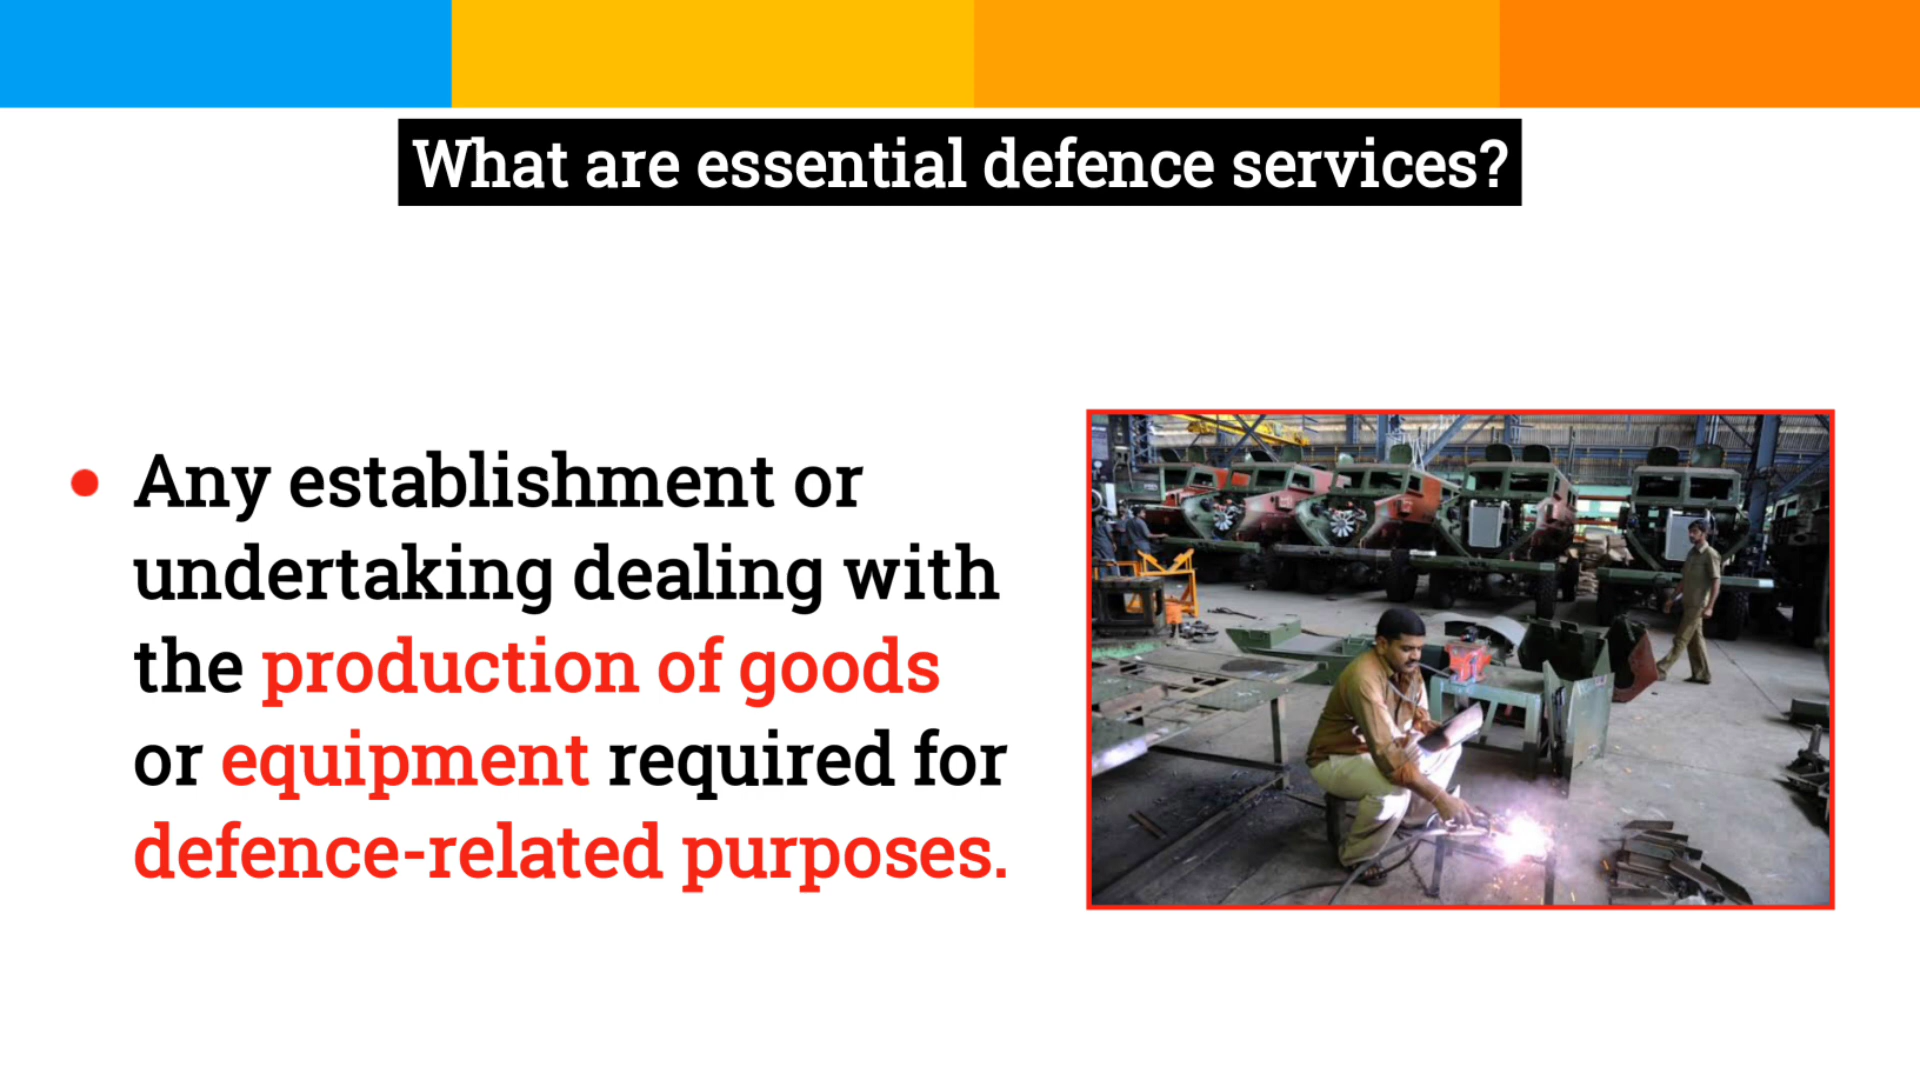 What are essential defence services?
Any establishment or
undertaking dealing with
the production of goods
or equipment required for
defence-related purposes.